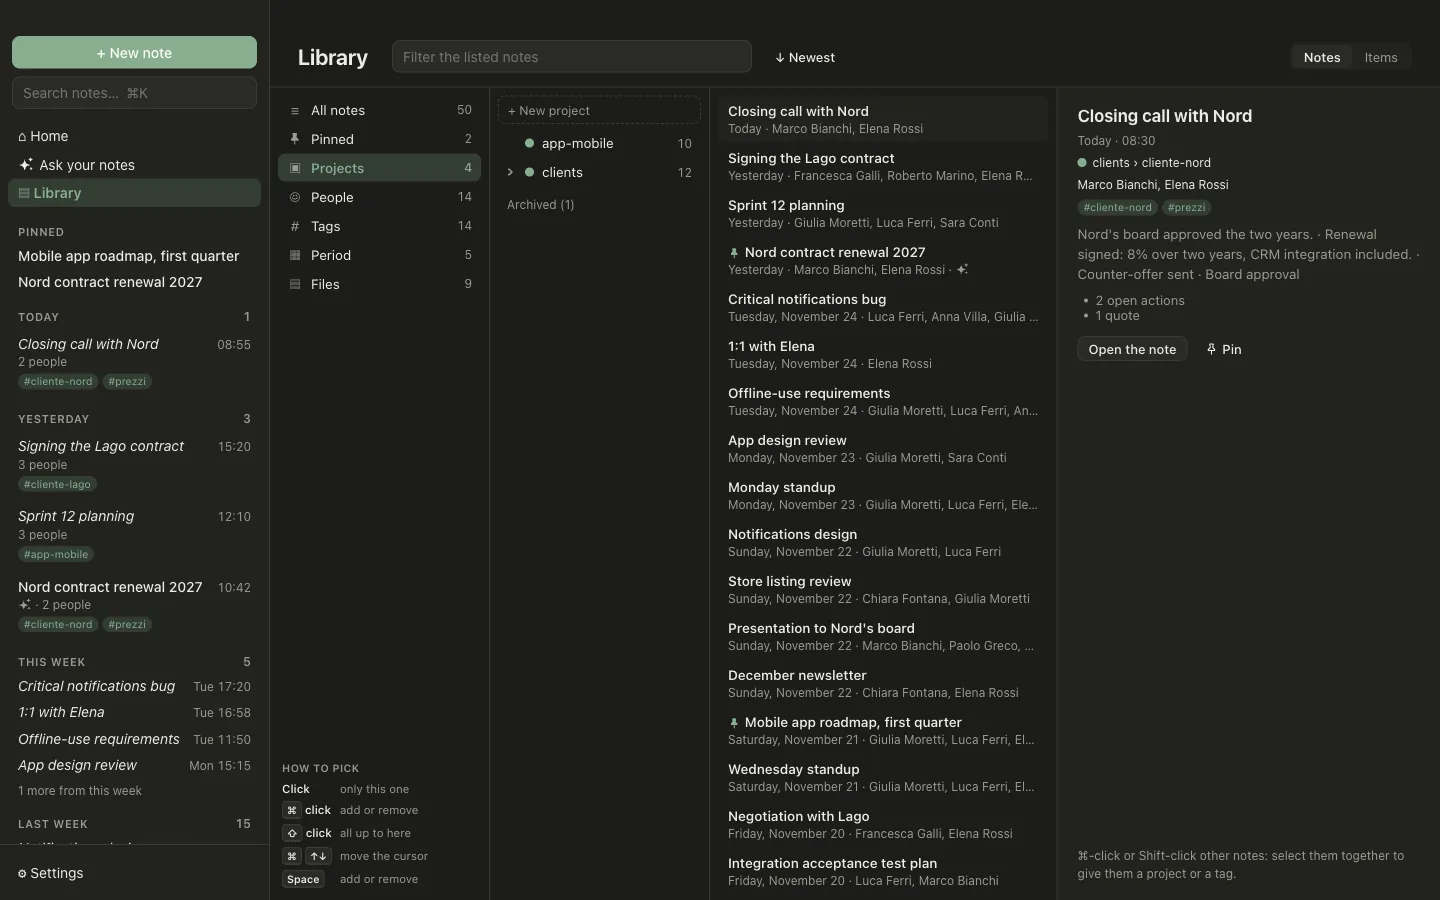 + New note
Search notes... ⌘K
⌂ Home
Ask your notes
Library
PINNED
Mobile app roadmap, first quarter
Nord contract renewal 2027
TODAY 1
Closing call with Nord 08:55
2 people
#cliente-nord #prezzi
YESTERDAY 3
Signing the Lago contract 15:20
3 people
#cliente-lago
Sprint 12 planning 12:10
3 people
#app-mobile
Nord contract renewal 2027 10:42
· 2 people
#cliente-nord #prezzi
THIS WEEK 5
Critical notifications bug Tue 17:20
1:1 with Elena Tue 16:58
Offline-use requirements Tue 11:50
App design review Mon 15:15
1 more from this week
LAST WEEK 15
⚙ Settings
Library
Filter the listed notes
↓ Newest
Notes Items
All notes 50
Pinned 2
Projects 4
People 14
# Tags 14
Period 5
Files 9
HOW TO PICK
Click only this one
⌘ click add or remove
⇧ click all up to here
⌘ ↑↓ move the cursor
Space add or remove
+ New project
app-mobile 10
› clients 12
Archived (1)
Closing call with Nord
Today · Marco Bianchi, Elena Rossi
Signing the Lago contract
Yesterday · Francesca Galli, Roberto Marino, Elena R...
Sprint 12 planning
Yesterday · Giulia Moretti, Luca Ferri, Sara Conti
Nord contract renewal 2027
Yesterday · Marco Bianchi, Elena Rossi ·
Critical notifications bug
Tuesday, November 24 · Luca Ferri, Anna Villa, Giulia ...
1:1 with Elena
Tuesday, November 24 · Elena Rossi
Offline-use requirements
Tuesday, November 24 · Giulia Moretti, Luca Ferri, An...
App design review
Monday, November 23 · Giulia Moretti, Sara Conti
Monday standup
Monday, November 23 · Giulia Moretti, Luca Ferri, Ele...
Notifications design
Sunday, November 22 · Giulia Moretti, Luca Ferri
Store listing review
Sunday, November 22 · Chiara Fontana, Giulia Moretti
Presentation to Nord's board
Sunday, November 22 · Marco Bianchi, Paolo Greco, ...
December newsletter
Sunday, November 22 · Chiara Fontana, Elena Rossi
Mobile app roadmap, first quarter
Saturday, November 21 · Giulia Moretti, Luca Ferri, El...
Wednesday standup
Saturday, November 21 · Giulia Moretti, Luca Ferri, El...
Negotiation with Lago
Friday, November 20 · Francesca Galli, Elena Rossi
Integration acceptance test plan
Friday, November 20 · Luca Ferri, Marco Bianchi
Closing call with Nord
Today · 08:30
clients › cliente-nord
Marco Bianchi, Elena Rossi
#cliente-nord #prezzi
Nord's board approved the two years. · Renewal
signed: 8% over two years, CRM integration included. ·
Counter-offer sent · Board approval
• 2 open actions
• 1 quote
Open the note Pin
⌘-click or Shift-click other notes: select them together to
give them a project or a tag.